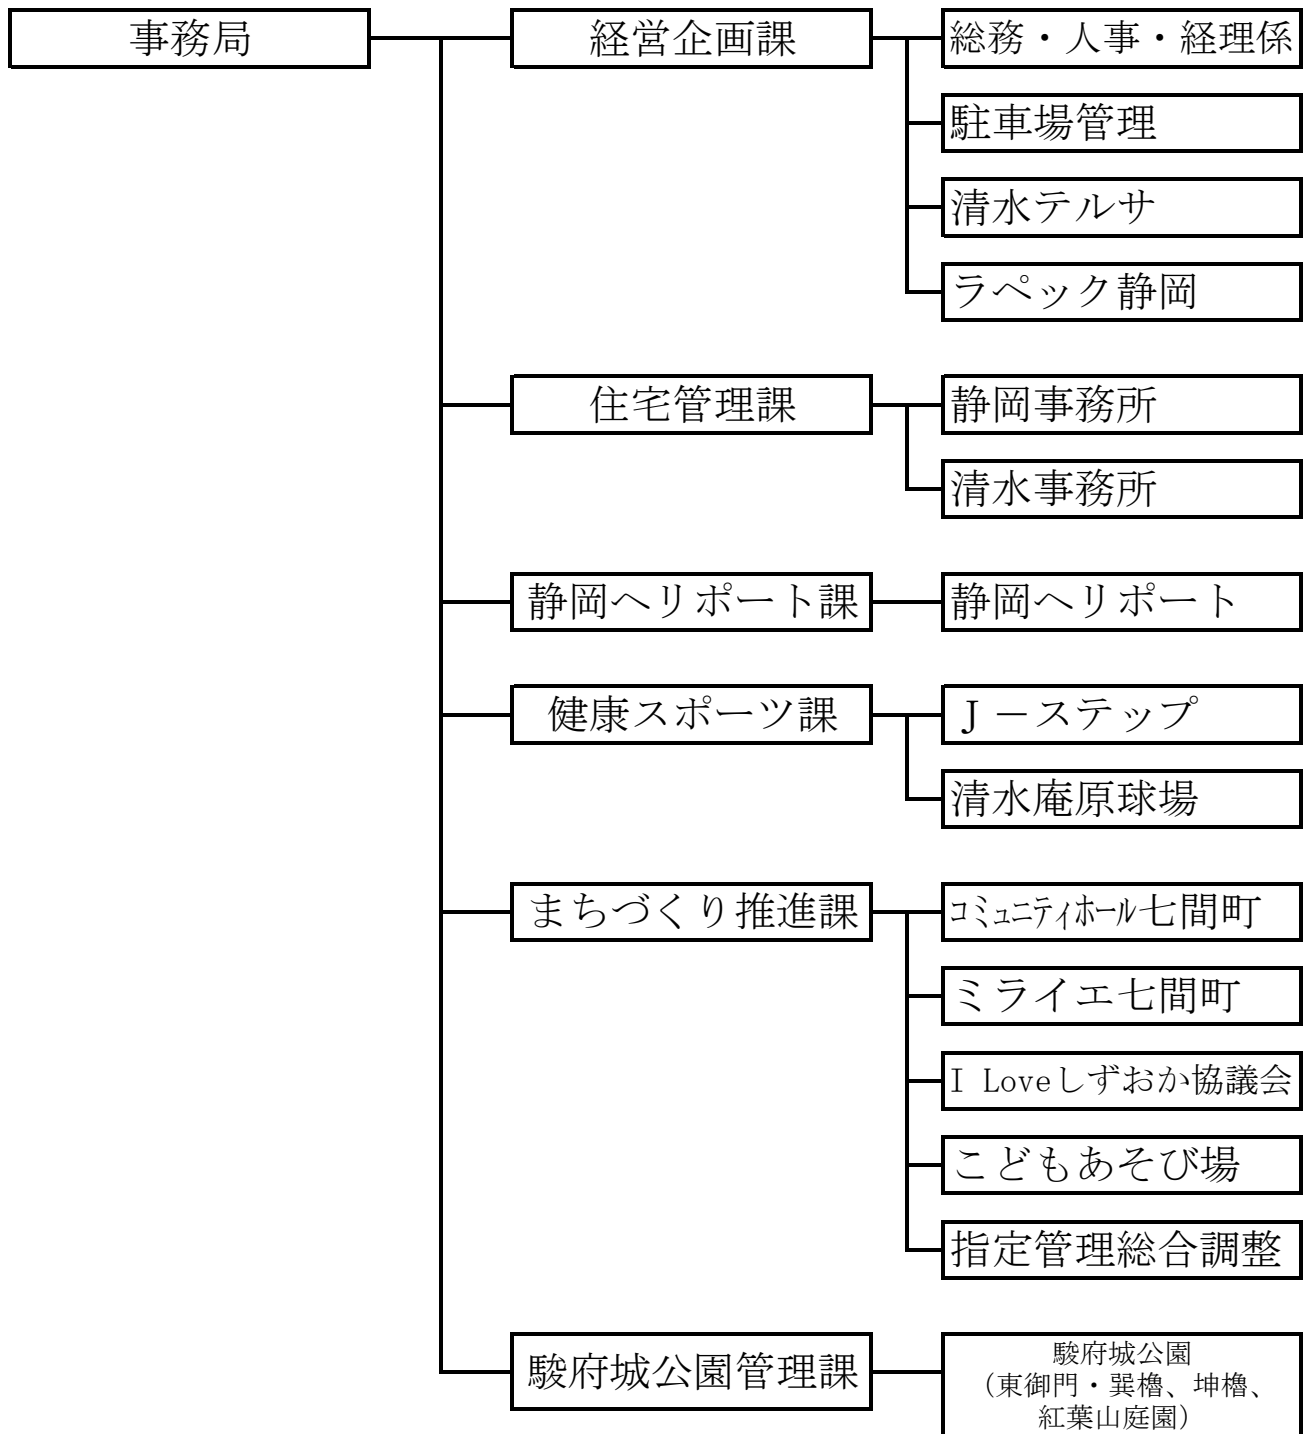 事務局
経営企画課
総務・人事・経理係
駐車場管理
清水テルサ
ラペック静岡
住宅管理課
静岡事務所
清水事務所
静岡ヘリポート課
静岡ヘリポート
健康スポーツ課
J－ステップ
清水庵原球場
まちづくり推進課
コミュニティホール七間町
ミライエ七間町
I Loveしずおか協議会
こどもあそび場
指定管理総合調整
駿府城公園管理課
駿府城公園
（東御門・巽櫓、坤櫓、
紅葉山庭園）